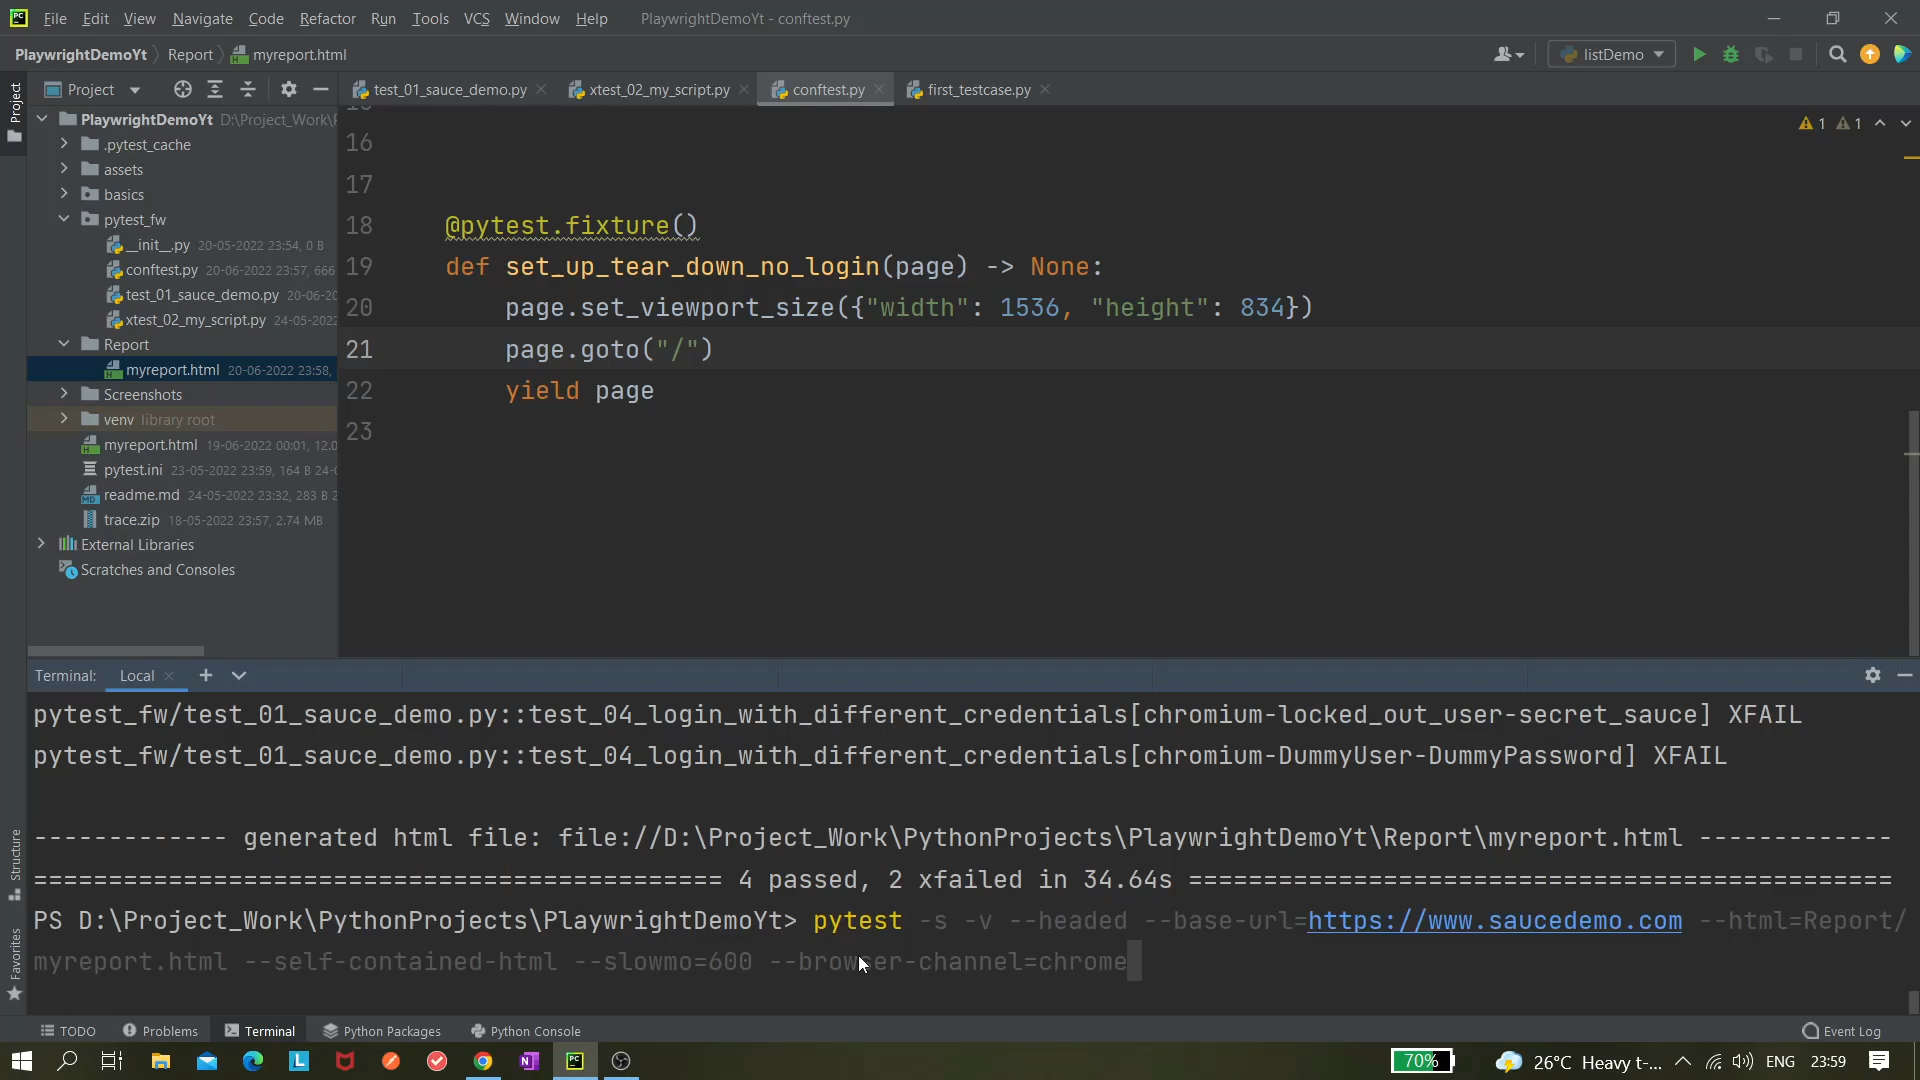 File Edit View Navigate Code Refactor Run Tools VCS Window Help PlaywrightDemoYt - conftest.py
PlaywrightDemoYt Report myreport.html listDemo
Project test_01_sauce_demo.py xtest_02_my_script.py conftest.py first_testcase.py
Project
PlaywrightDemoYt D:\Project_Work\
.pytest_cache
assets
basics
pytest_fw
__init__.py 20-05-2022 23:54, 0 B
conftest.py 20-06-2022 23:57, 666
test_01_sauce_demo.py 20-06-20
xtest_02_my_script.py 24-05-2022
Report
myreport.html 20-06-2022 23:58,
Screenshots
venv library root
myreport.html 19-06-2022 00:01, 12.0
pytest.ini 23-05-2022 23:59, 164 B 24-
readme.md 24-05-2022 23:32, 283 B 2
trace.zip 18-05-2022 23:57, 2.74 MB
External Libraries
Scratches and Consoles
1 1
16
17
18 @pytest.fixture()
19 def set_up_tear_down_no_login(page) -> None:
20 page.set_viewport_size({"width": 1536, "height": 834})
21 page.goto("/")
22 yield page
23
Terminal: Local
pytest_fw/test_01_sauce_demo.py::test_04_login_with_different_credentials[chromium-locked_out_user-secret_sauce] XFAIL
pytest_fw/test_01_sauce_demo.py::test_04_login_with_different_credentials[chromium-DummyUser-DummyPassword] XFAIL
------------- generated html file: file://D:\Project_Work\PythonProjects\PlaywrightDemoYt\Report\myreport.html -------------
============================================== 4 passed, 2 xfailed in 34.64s ===============================================
PS D:\Project_Work\PythonProjects\PlaywrightDemoYt> pytest -s -v --headed --base-url=https://www.saucedemo.com --html=Report/
myreport.html --self-contained-html --slowmo=600 --browser-channel=chrome
Structure
Favorites
TODO Problems Terminal Python Packages Python Console Event Log
70% 26°C Heavy t-... ENG 23:59